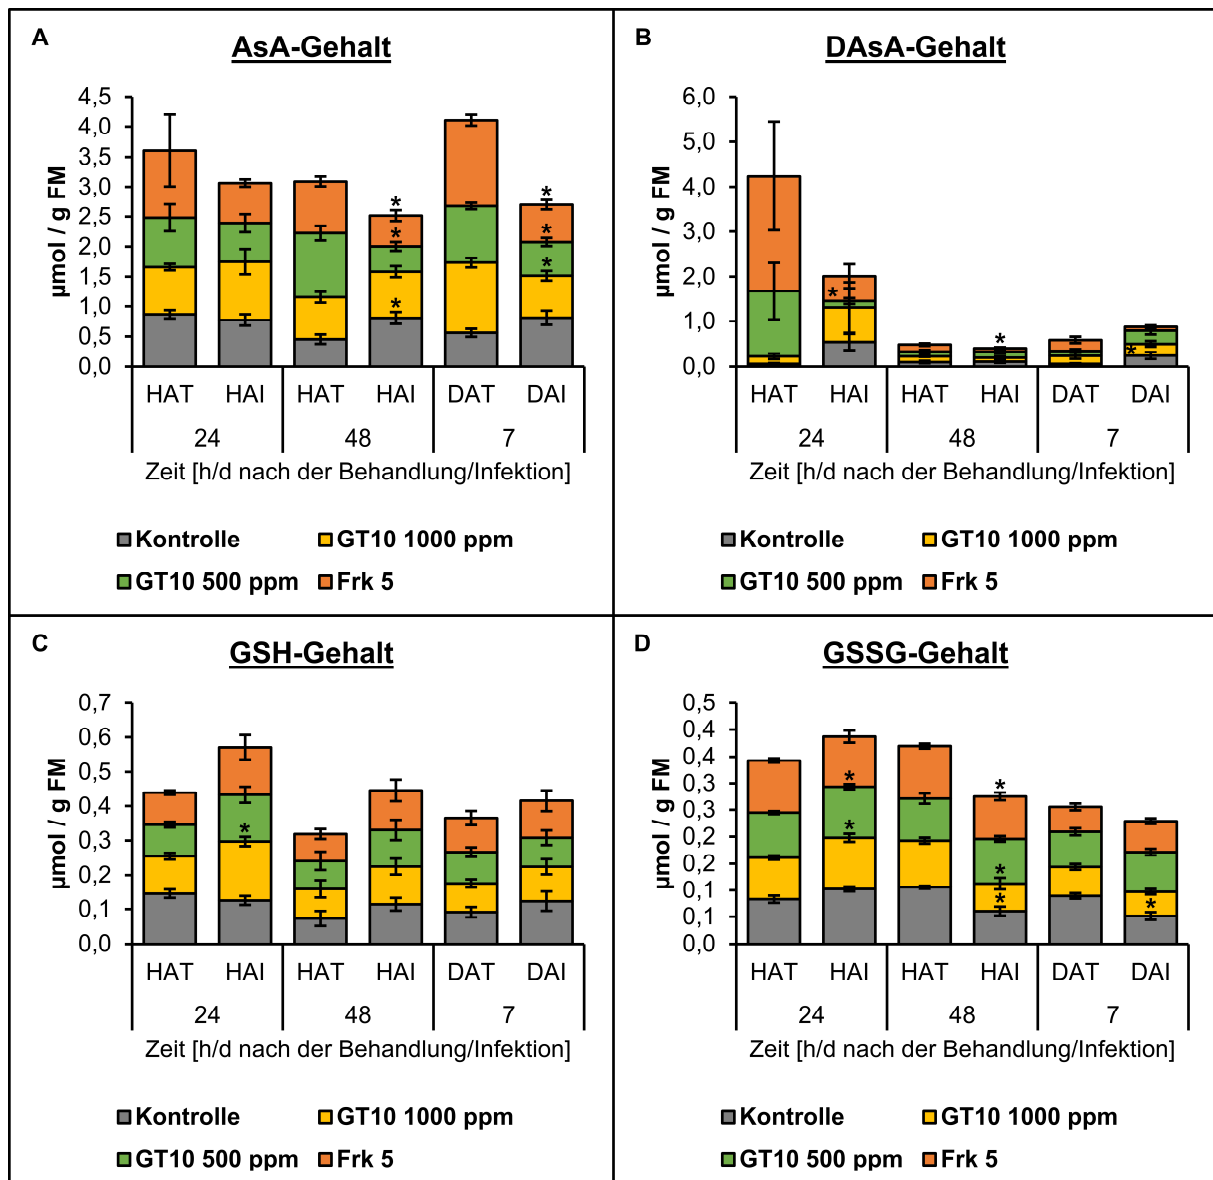 A
AsA-Gehalt
µmol / g FM
4,5
4,0
3,5
3,0
2,5
2,0
1,5
1,0
0,5
0,0
* * * * * *
HAT HAI HAT HAI DAT DAI
24 48 7
Zeit [h/d nach der Behandlung/Infektion]
Kontrolle GT10 1000 ppm
GT10 500 ppm Frk 5
B
DAsA-Gehalt
µmol / g FM
6,0
5,0
4,0
3,0
2,0
1,0
0,0
* * *
HAT HAI HAT HAI DAT DAI
24 48 7
Zeit [h/d nach der Behandlung/Infektion]
Kontrolle GT10 1000 ppm
GT10 500 ppm Frk 5
C
GSH-Gehalt
µmol / g FM
0,7
0,6
0,5
0,4
0,3
0,2
0,1
0,0
*
HAT HAI HAT HAI DAT DAI
24 48 7
Zeit [h/d nach der Behandlung/Infektion]
Kontrolle GT10 1000 ppm
GT10 500 ppm Frk 5
D
GSSG-Gehalt
µmol / g FM
0,5
0,4
0,4
0,3
0,3
0,2
0,2
0,1
0,1
0,0
* * * * * *
HAT HAI HAT HAI DAT DAI
24 48 7
Zeit [h/d nach der Behandlung/Infektion]
Kontrolle GT10 1000 ppm
GT10 500 ppm Frk 5